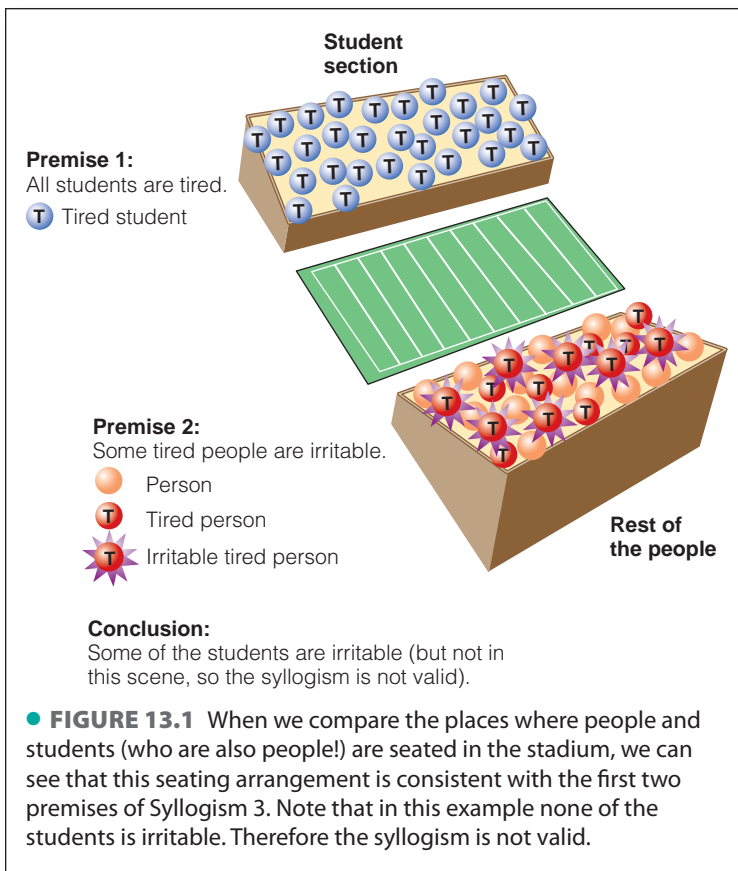 Student
section
Premise 1:
All students are tired.
T Tired student
Premise 2:
Some tired people are irritable.
Person
T Tired person
T Irritable tired person
Rest of
the people
Conclusion:
Some of the students are irritable (but not in
this scene, so the syllogism is not valid).
● FIGURE 13.1 When we compare the places where people and
students (who are also people!) are seated in the stadium, we can
see that this seating arrangement is consistent with the first two
premises of Syllogism 3. Note that in this example none of the
students is irritable. Therefore the syllogism is not valid.